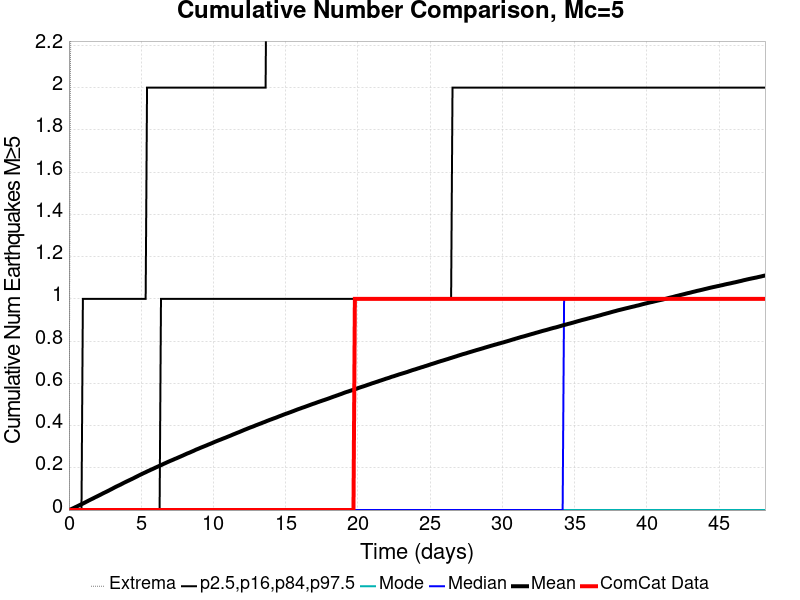 Cumulative Number Comparison, Mc=5
Cumulative Num Earthquakes M≥5
2.2
2
1.8
1.6
1.4
1.2
1
0.8
0.6
0.4
0.2
0
0 5 10 15 20 25 30 35 40 45
Time (days)
Extrema p2.5,p16,p84,p97.5 Mode Median Mean ComCat Data